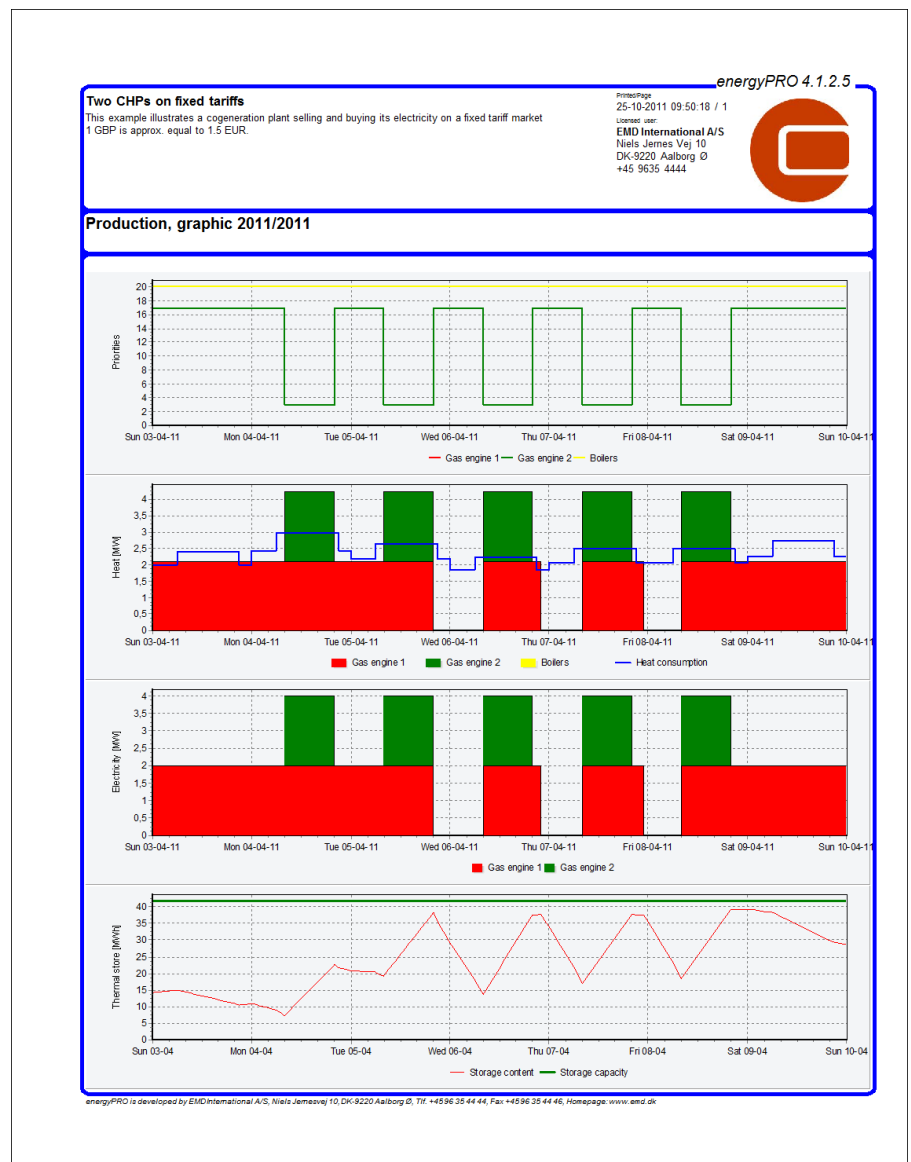 energyPRO 4.1.2.5
Two CHPs on fixed tariffs
This example illustrates a cogeneration plant selling and buying its electricity on a fixed tariff market
1 GBP is approx. equal to 1.5 EUR.
Printed/Page
25-10-2011 09:50:18 / 1
Licensed user:
EMD International A/S
Niels Jernes Vej 10
DK-9220 Aalborg Ø
+45 9635 4444
Production, graphic 2011/2011
Priorities
20
18
16
14
12
10
8
6
4
2
0
Sun 03-04-11 Mon 04-04-11 Tue 05-04-11 Wed 06-04-11 Thu 07-04-11 Fri 08-04-11 Sat 09-04-11 Sun 10-04-11
Gas engine 1 Gas engine 2 Boilers
Heat [MW]
4
3,5
3
2,5
2
1,5
1
0,5
0
Sun 03-04-11 Mon 04-04-11 Tue 05-04-11 Wed 06-04-11 Thu 07-04-11 Fri 08-04-11 Sat 09-04-11 Sun 10-04-11
Gas engine 1 Gas engine 2 Boilers Heat consumption
Electricity [MW]
4
3,5
3
2,5
2
1,5
1
0,5
0
Sun 03-04-11 Mon 04-04-11 Tue 05-04-11 Wed 06-04-11 Thu 07-04-11 Fri 08-04-11 Sat 09-04-11 Sun 10-04-11
Gas engine 1 Gas engine 2
Thermal store [MWh]
40
35
30
25
20
15
10
5
0
Sun 03-04 Mon 04-04 Tue 05-04 Wed 06-04 Thu 07-04 Fri 08-04 Sat 09-04 Sun 10-04
Storage content Storage capacity
energyPRO is developed by EMD International A/S, Niels Jernesvej 10, DK-9220 Aalborg Ø, Tlf. +45 96 35 44 44, Fax +45 96 35 44 46, Homepage: www.emd.dk